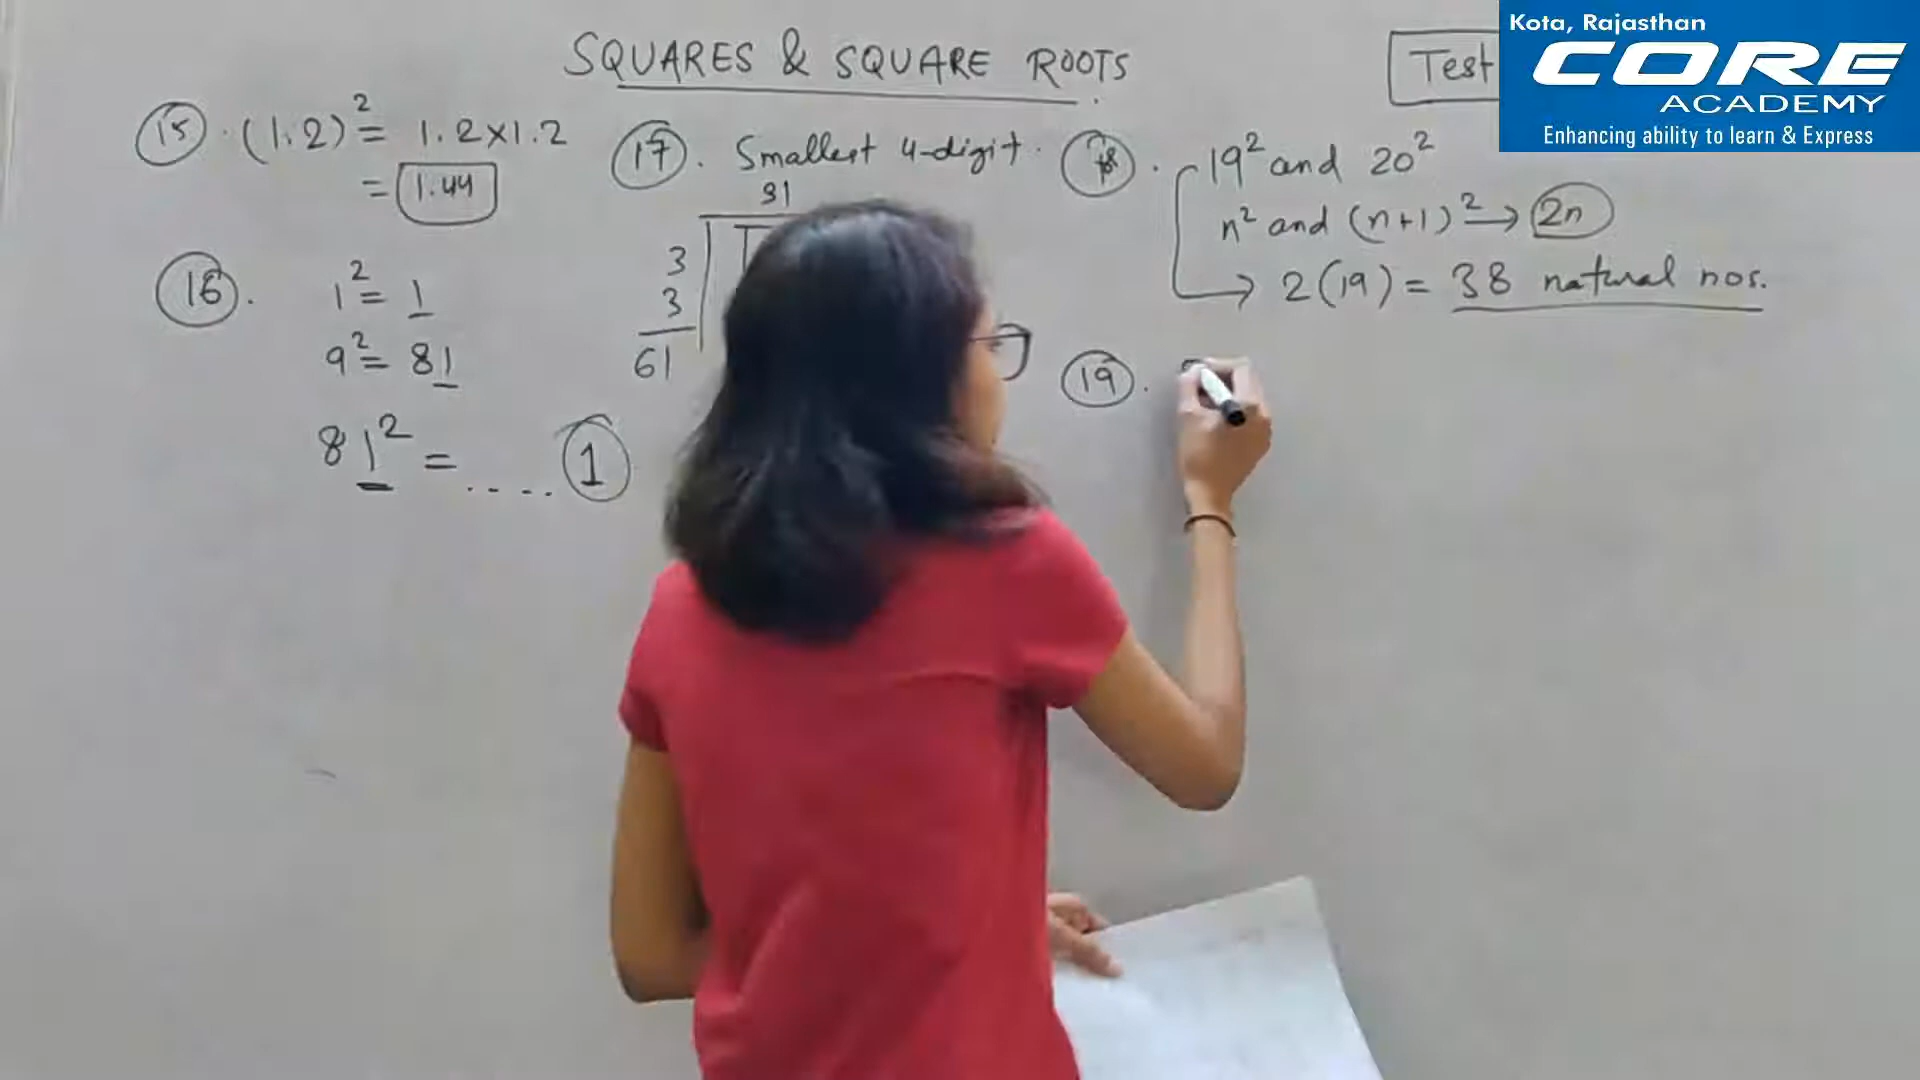 SQUARES & SQUARE ROOTS
Test
Kota, Rajasthan
CORE
ACADEMY
Enhancing ability to learn & Express
15. (1.2)² = 1.2×1.2
= 1.44
16. 1² = 1
9² = 81
81² = ..... 1
17. Smallest 4-digit.
31
3
3
61
18. 19² and 20²
n² and (n+1)² → 2n
→ 2(19) = 38 natural nos.
19.